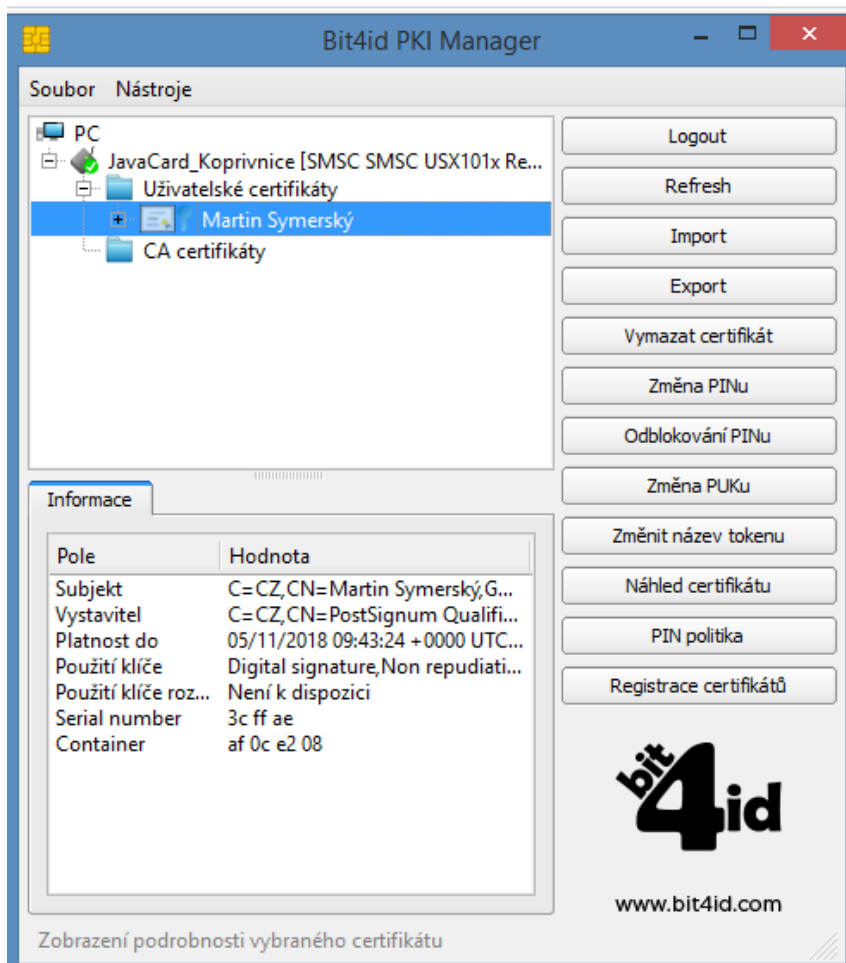 Bit4id PKI Manager
Soubor Nástroje
PC
JavaCard_Koprivnice [SMSC SMSC USX101x Re...
Uživatelské certifikáty
Martin Symerský
CA certifikáty
Logout
Refresh
Import
Export
Vymazat certifikát
Změna PINu
Odblokování PINu
Změna PUKu
Změnit název tokenu
Náhled certifikátu
PIN politika
Registrace certifikátů
Informace
Pole Hodnota
Subjekt C=CZ,CN=Martin Symerský,G...
Vystavitel C=CZ,CN=PostSignum Qualifi...
Platnost do 05/11/2018 09:43:24 +0000 UTC...
Použití klíče Digital signature,Non repudiati...
Použití klíče roz... Není k dispozici
Serial number 3c ff ae
Container af 0c e2 08
bit4id
www.bit4id.com
Zobrazení podrobnosti vybraného certifikátu